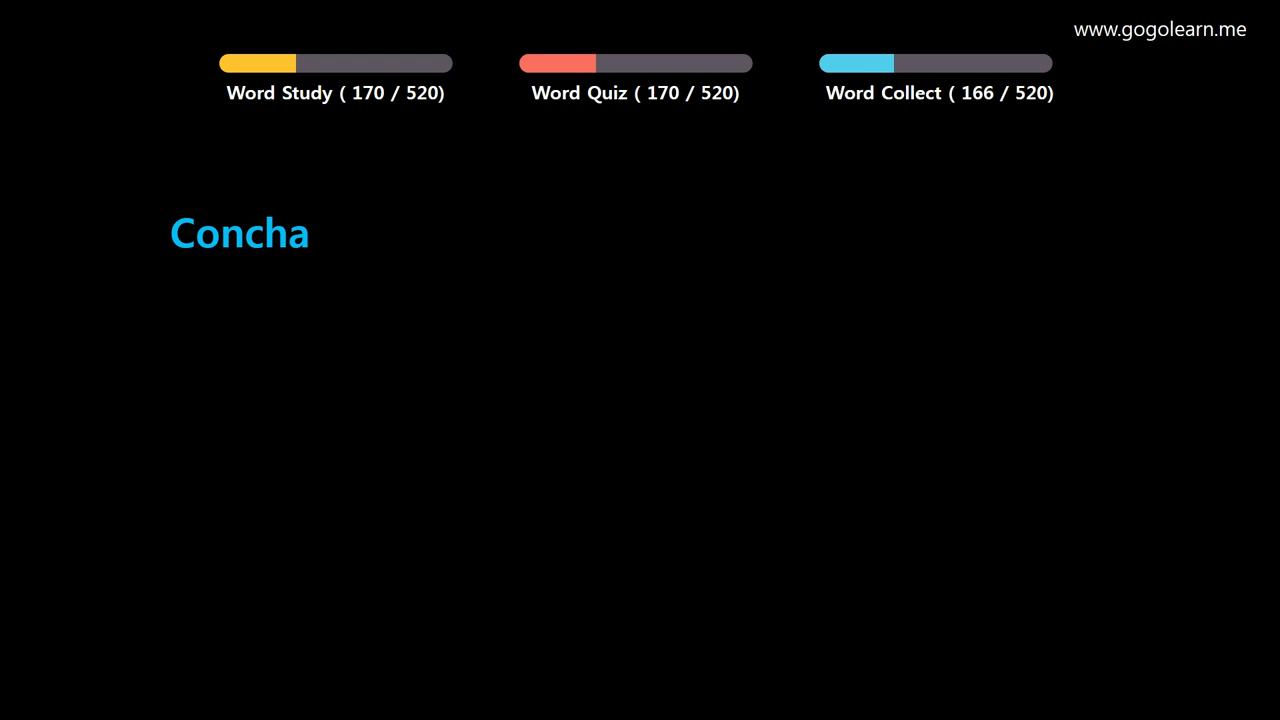 www.gogolearn.me
Word Study ( 170 / 520)
Word Quiz ( 170 / 520)
Word Collect ( 166 / 520)
Concha